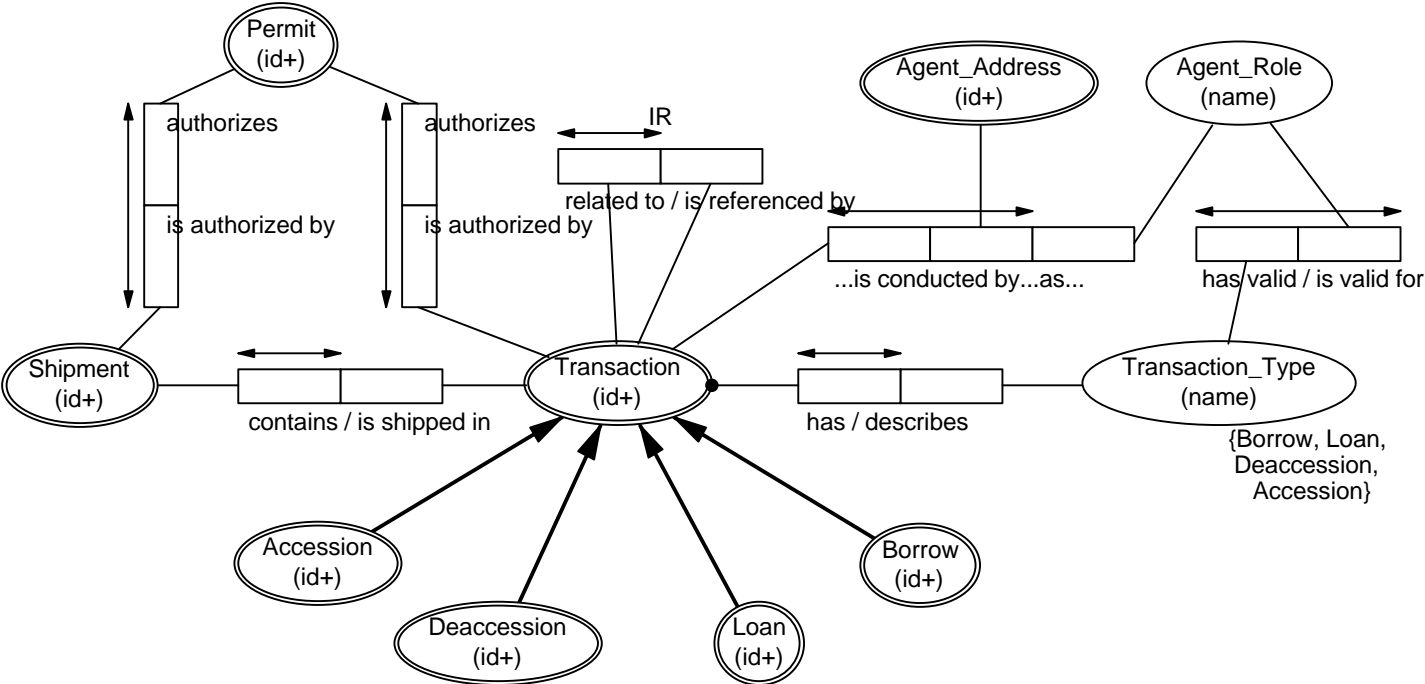 Permit
(id+)
Agent_Address
(id+)
Agent_Role
(name)
authorizes
authorizes
IR
related to / is referenced by
is authorized by
is authorized by
...is conducted by...as...
has valid / is valid for
Shipment
(id+)
contains / is shipped in
Transaction
(id+)
has / describes
Transaction_Type
(name)
{Borrow, Loan,
Deaccession,
Accession}
Accession
(id+)
Borrow
(id+)
Deaccession
(id+)
Loan
(id+)